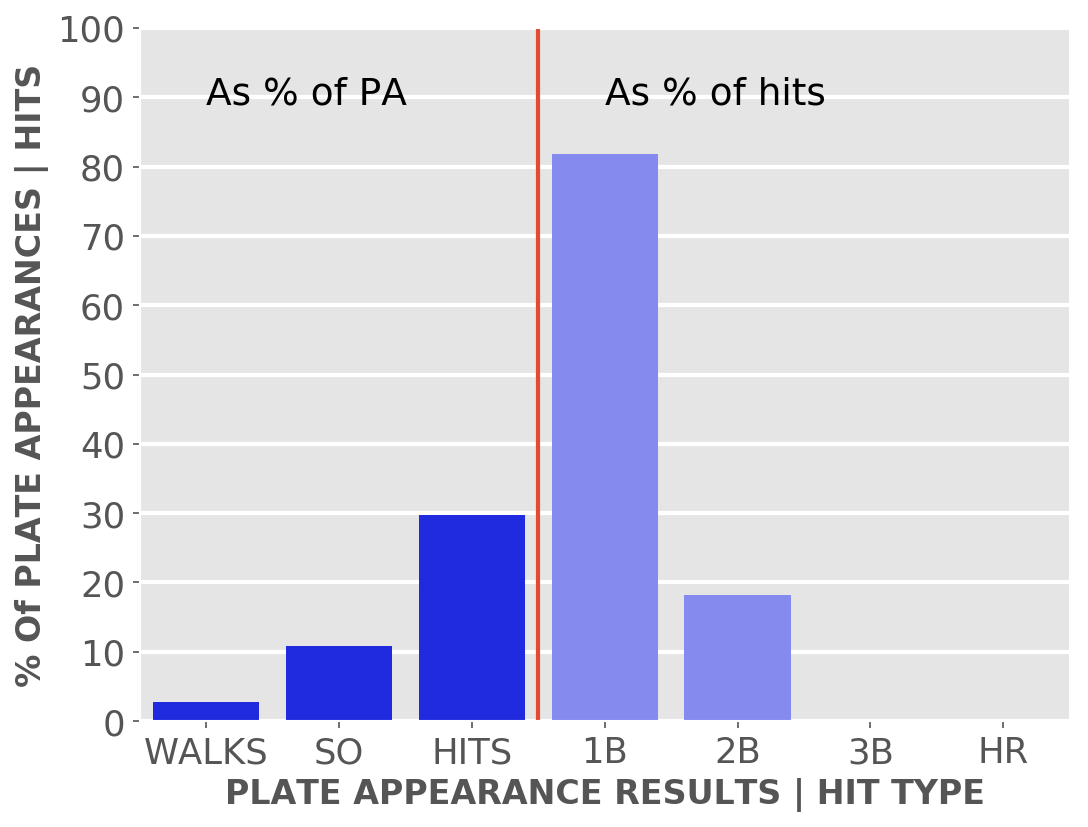 100
90
80
70
60
50
40
30
20
10
0
% Of PLATE APPEARANCES | HITS
As % of PA
As % of hits
WALKS SO HITS 1B 2B 3B HR
PLATE APPEARANCE RESULTS | HIT TYPE